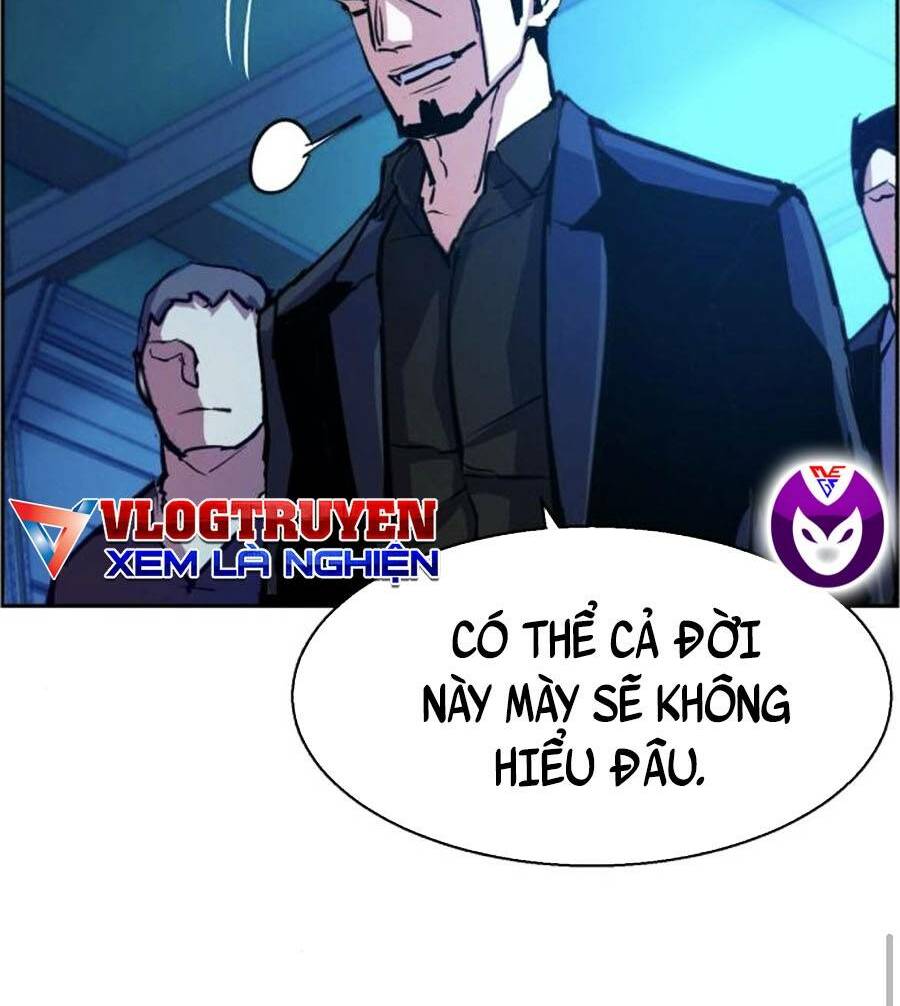 VLOGTRUYEN
XEM LÀ NGHIỆN
CÓ THỂ CẢ ĐỜI
NÀY MÀY SẼ KHÔNG
HIỂU ĐÂU.